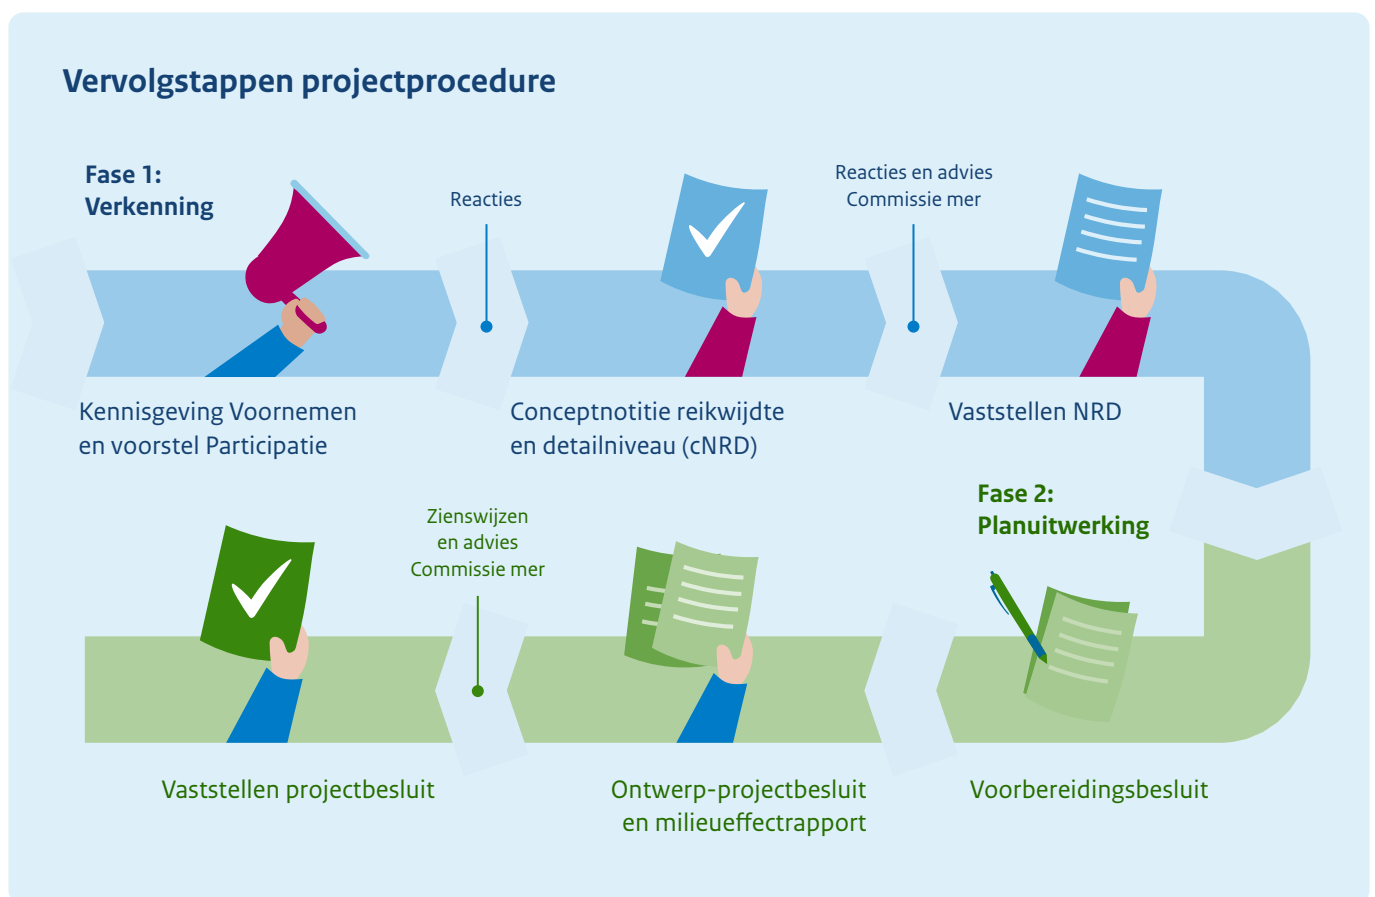 Vervolgstappen projectprocedure
Fase 1:
Verkenning
Reacties
Reacties en advies
Commissie mer
Kennisgeving Voornemen
en voorstel Participatie
Conceptnotitie reikwijdte
en detailniveau (cNRD)
Vaststellen NRD
Fase 2:
Planuitwerking
Voorbereidingsbesluit
Ontwerp-projectbesluit
en milieueffectrapport
Zienswijzen
en advies
Commissie mer
Vaststellen projectbesluit